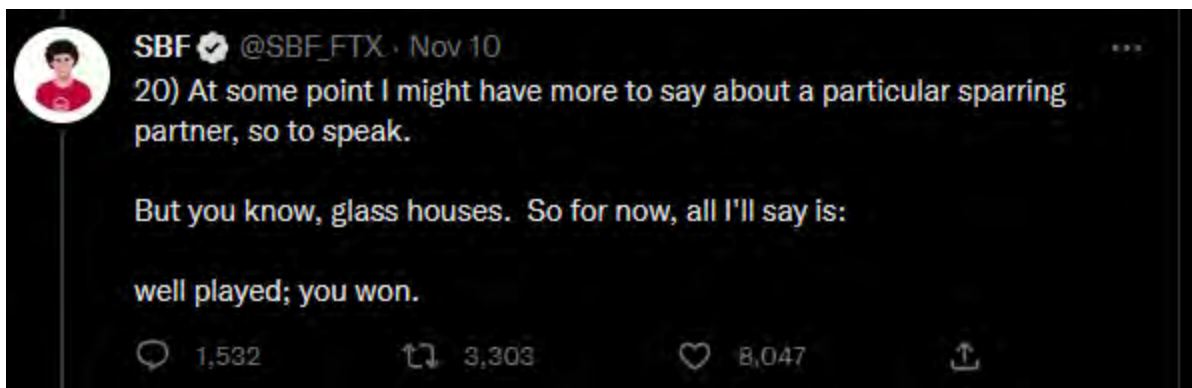 SBF @SBF_FTX · Nov 10
20) At some point I might have more to say about a particular sparring
partner, so to speak.
But you know, glass houses.  So for now, all I'll say is:
well played; you won.
1,532 3,303 8,047